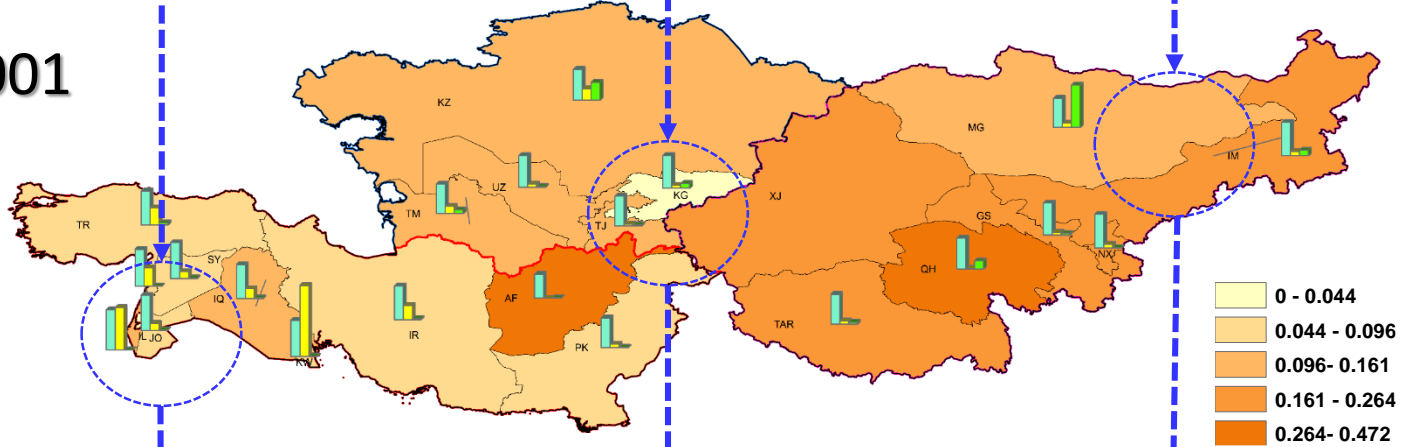 001
KZ
MG
IM
UZ
KG
XJ
TM
TJ
GS
TR
SY
NX
QH
IQ
AF
TAR
IL JO
IR
PK
KW
0 - 0.044
0.044 - 0.096
0.096- 0.161
0.161 - 0.264
0.264- 0.472